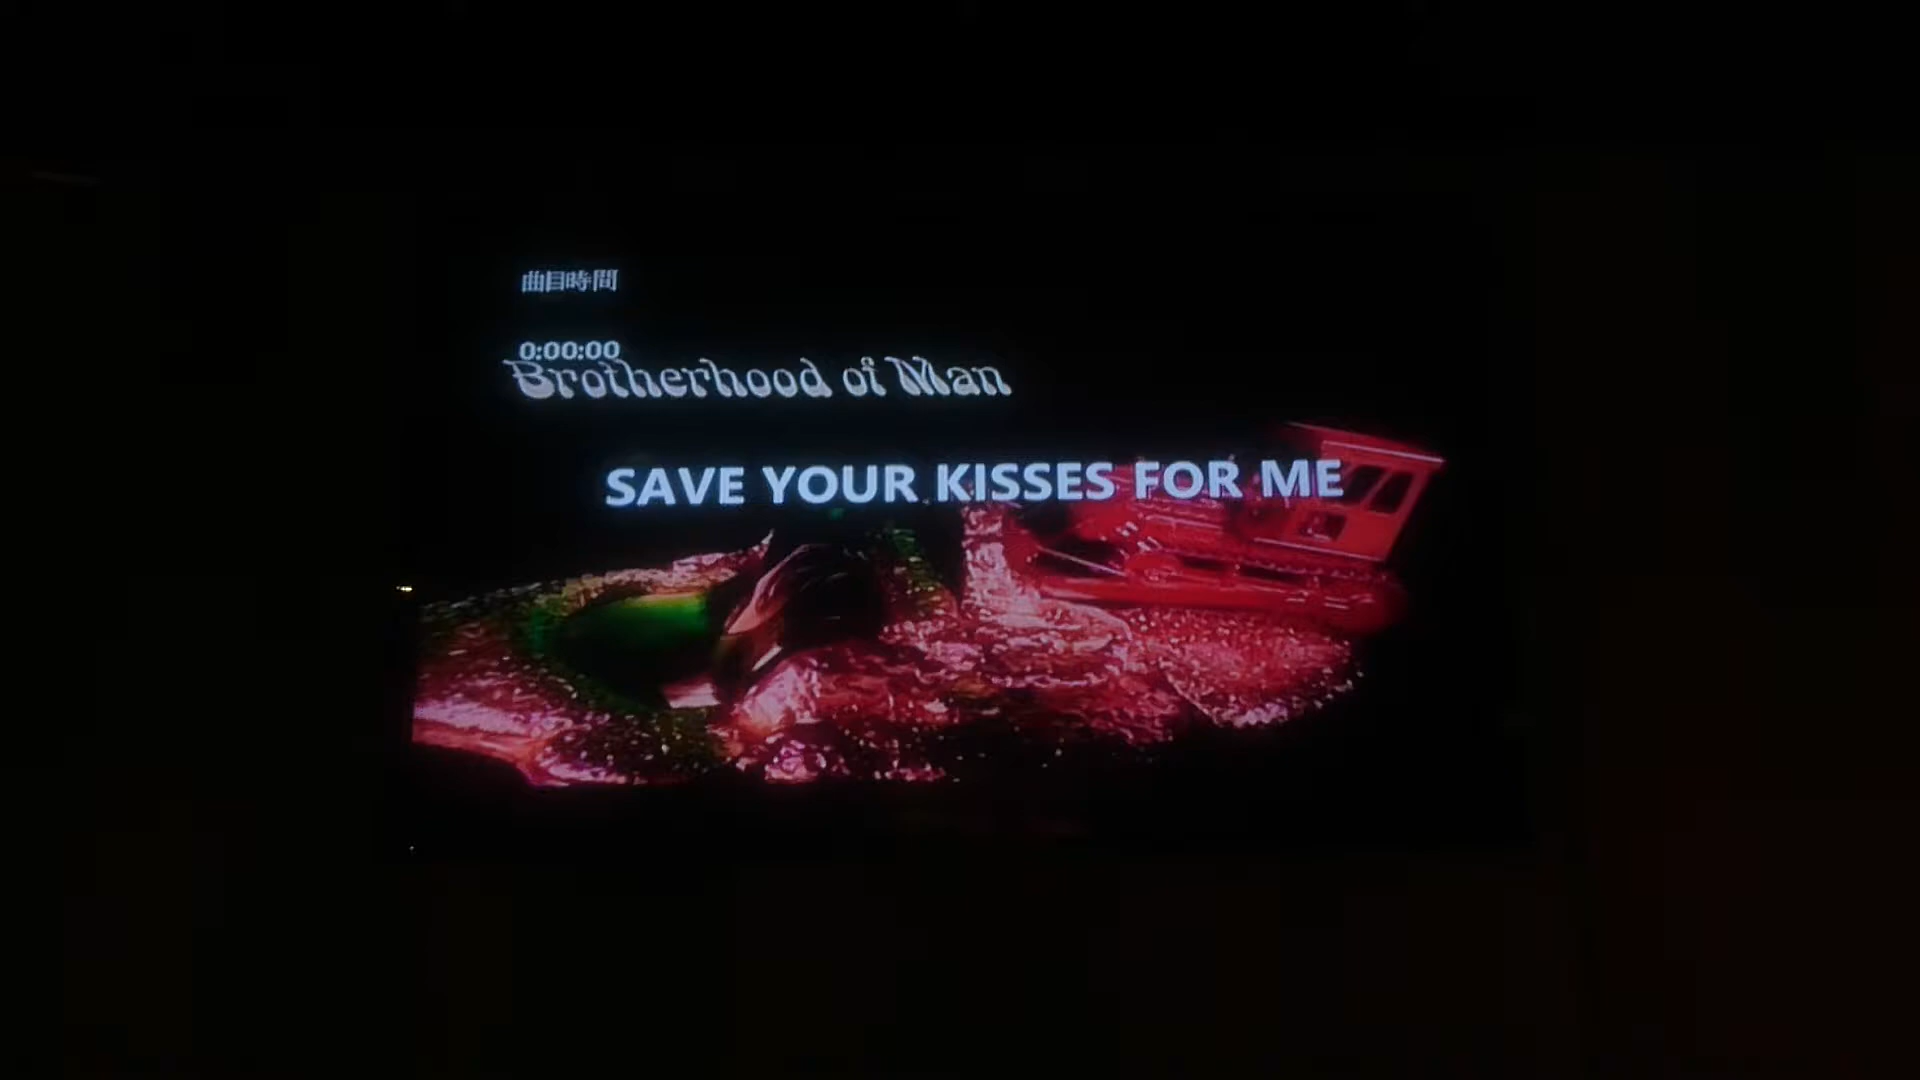 曲目時間
0:00:00
Brotherhood of Man
SAVE YOUR KISSES FOR ME